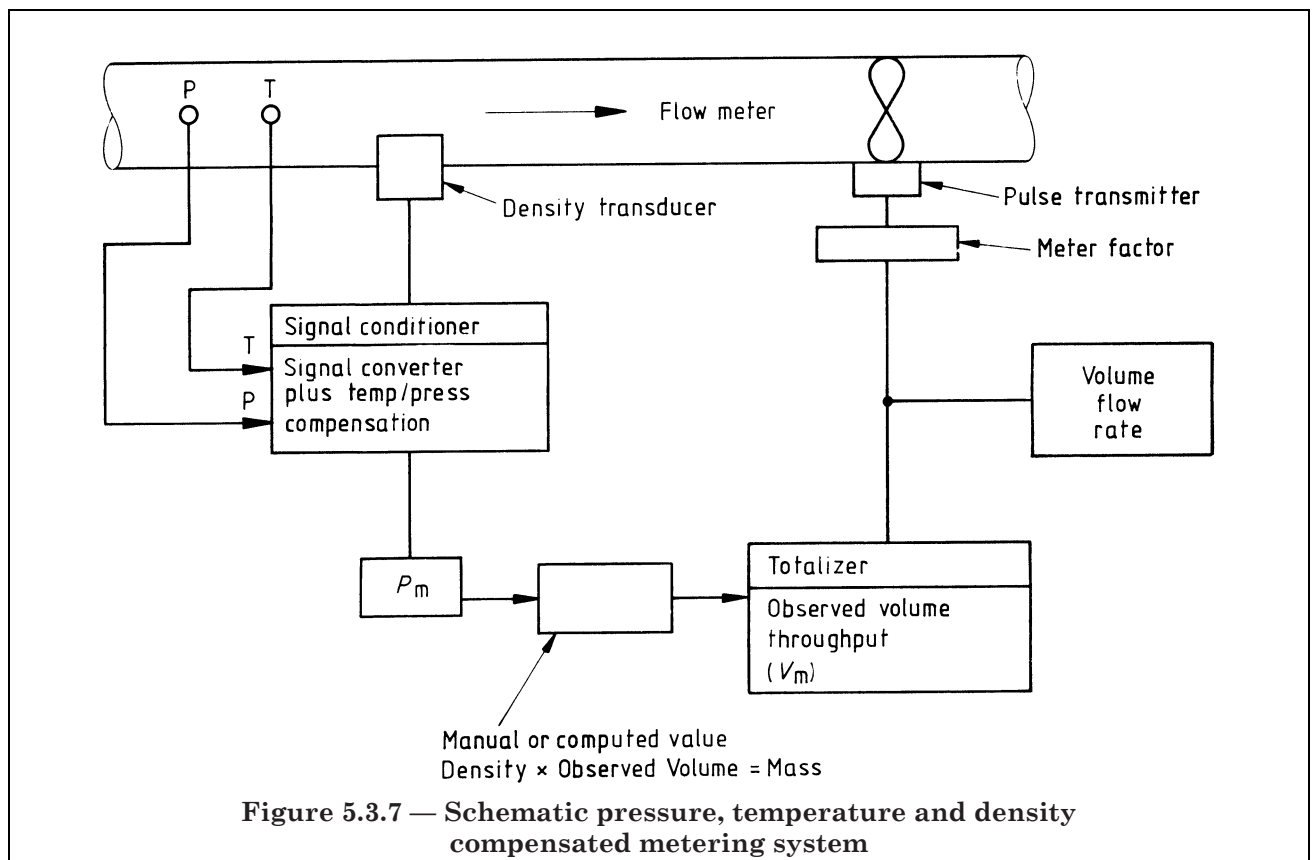 P
T
Flow meter
Density transducer
Pulse transmitter
Meter factor
Signal conditioner
T
Signal converter
plus temp/press
P
compensation
Volume
flow
rate
Pm
Totalizer
Observed volume
throughput
(Vm)
Manual or computed value
Density × Observed Volume = Mass
Figure 5.3.7 — Schematic pressure, temperature and density
compensated metering system